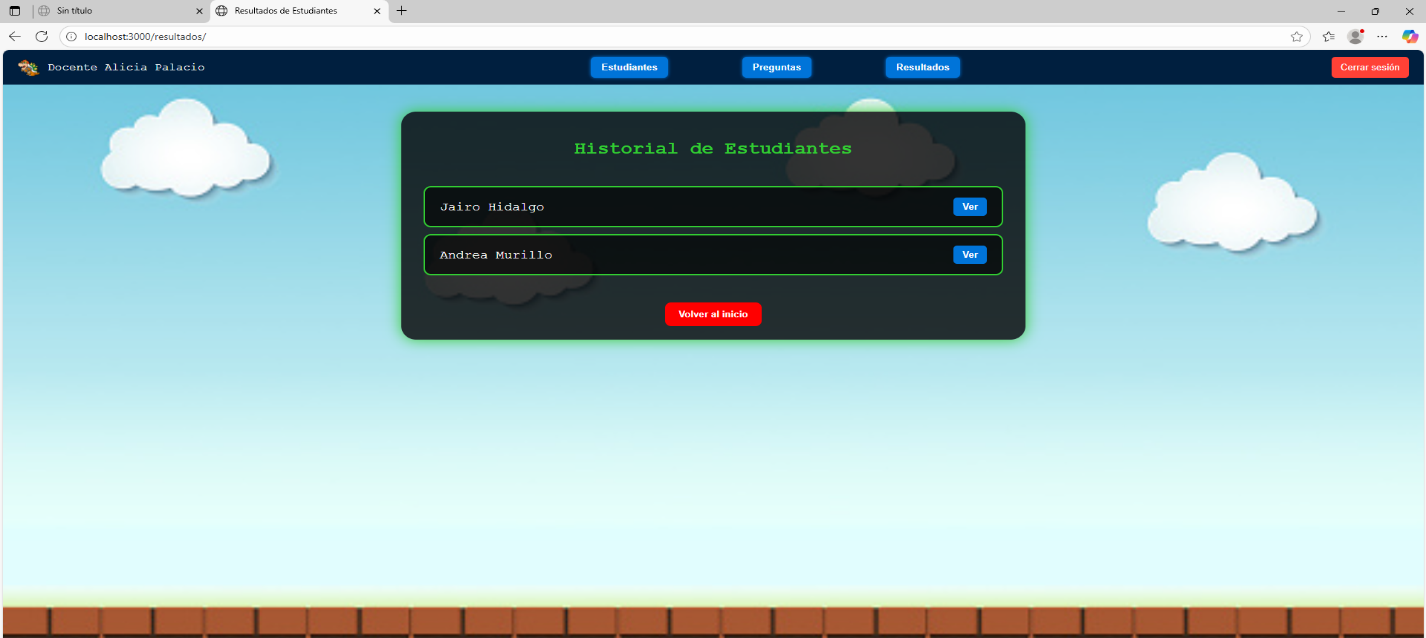 Sin título
Resultados de Estudiantes
localhost:3000/resultados/
Docente Alicia Palacio
Estudiantes
Preguntas
Resultados
Cerrar sesión
Historial de Estudiantes
Jairo Hidalgo
Ver
Andrea Murillo
Ver
Volver al inicio